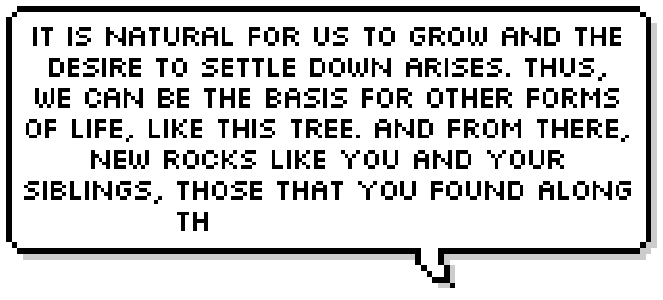 IT IS NATURAL FOR US TO GROW AND THE
DESIRE TO SETTLE DOWN ARISES. THUS,
WE CAN BE THE BASIS FOR OTHER FORMS
OF LIFE, LIKE THIS TREE. AND FROM THERE,
NEW ROCKS LIKE YOU AND YOUR
SIBLINGS, THOSE THAT YOU FOUND ALONG
TH